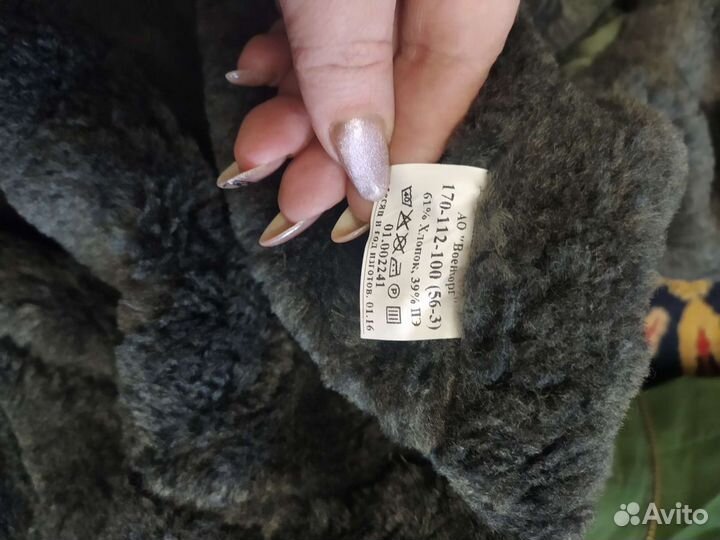 АО "Военторг"
170-112-100 (56-3)
61% Хлопок, 39% ПЭ
40
P
01.002241
Месяц и год изготов. 01.16
Avito